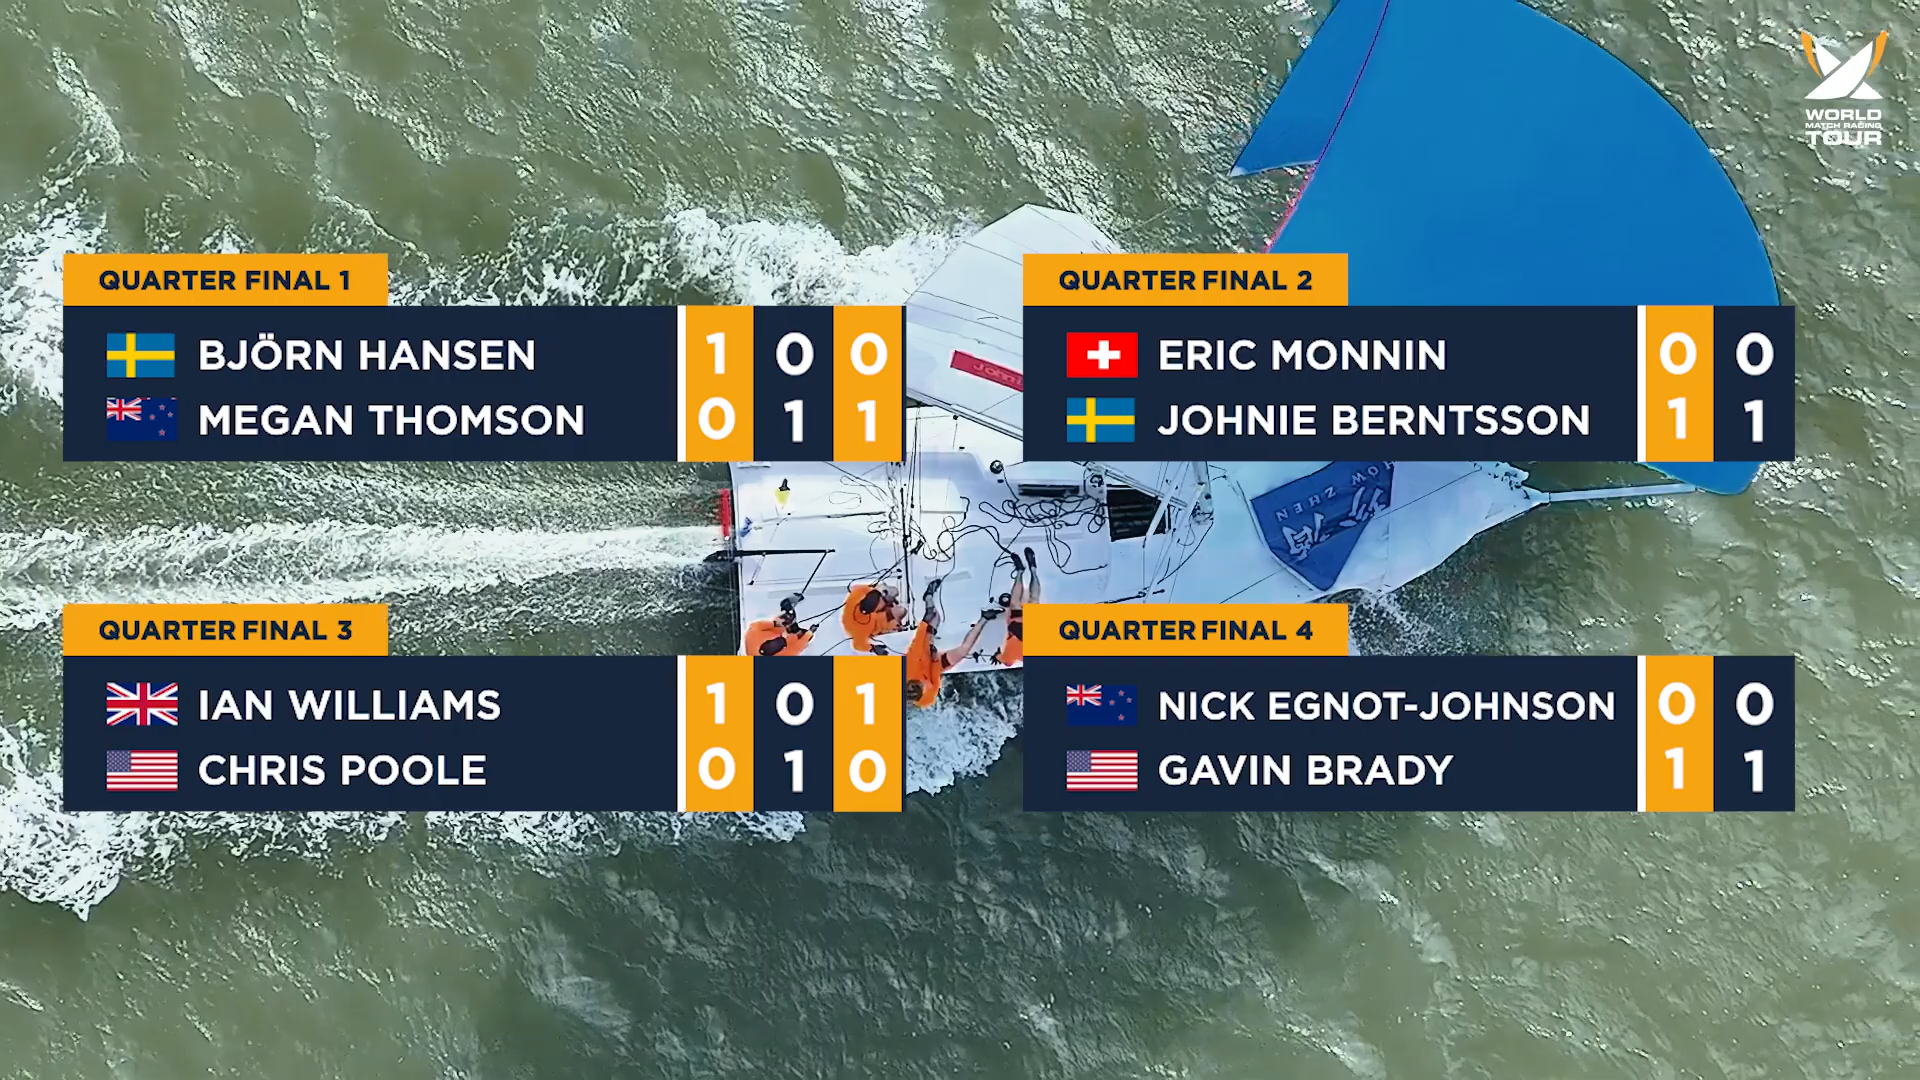 WORLD
MATCH RACING
TOUR
QUARTER FINAL 1
BJÖRN HANSEN 1 0 0
MEGAN THOMSON 0 1 1
QUARTER FINAL 2
ERIC MONNIN 0 0
JOHNIE BERNTSSON 1 1
QUARTER FINAL 3
IAN WILLIAMS 1 0 1
CHRIS POOLE 0 1 0
QUARTER FINAL 4
NICK EGNOT-JOHNSON 0 0
GAVIN BRADY 1 1